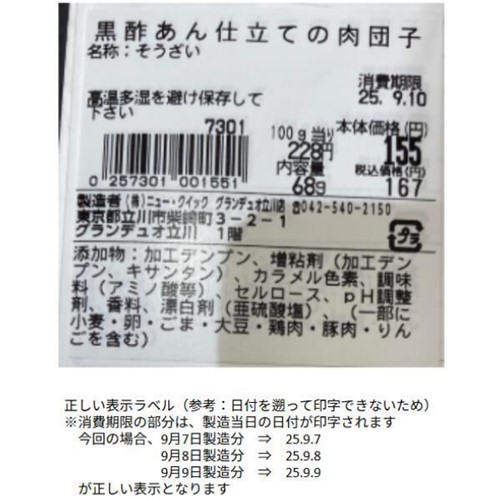 黒酢あん仕立ての肉団子
名称：そうざい
消費期限
25. 9.10
高温多湿を避け保存して
下さい
7301
100g当り
228円
本体価格(円)
155
内容量
68g
税込価格(円)
167
0 257301 001551
製造者 (株)ニュー・クイック グランデュオ立川店 ☎042-540-2150
東京都立川市柴崎町3-2-1
グランデュオ立川 1階
プラ
添加物：加工デンプン、増粘剤（加工デン
プン、キサンタン）、カラメル色素、調味
料（アミノ酸等）、セルロース、pH調整
剤、香料、漂白剤（亜硫酸塩）、（一部に
小麦・卵・ごま・大豆・鶏肉・豚肉・りん
ごを含む）
正しい表示ラベル（参考：日付を遡って印字できないため）
※消費期限の部分は、製造当日の日付が印字されます
今回の場合、9月7日製造分 ⇒ 25.9.7
9月8日製造分 ⇒ 25.9.8
9月9日製造分 ⇒ 25.9.9
が正しい表示となります